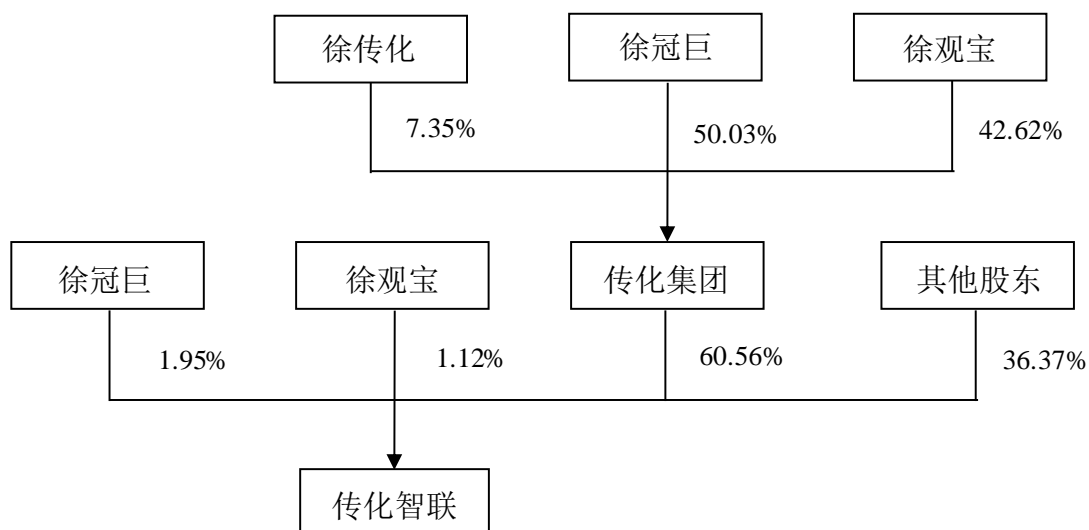 徐传化
徐冠巨
徐观宝
7.35%
50.03%
42.62%
徐冠巨
徐观宝
传化集团
其他股东
1.95%
1.12%
60.56%
36.37%
传化智联